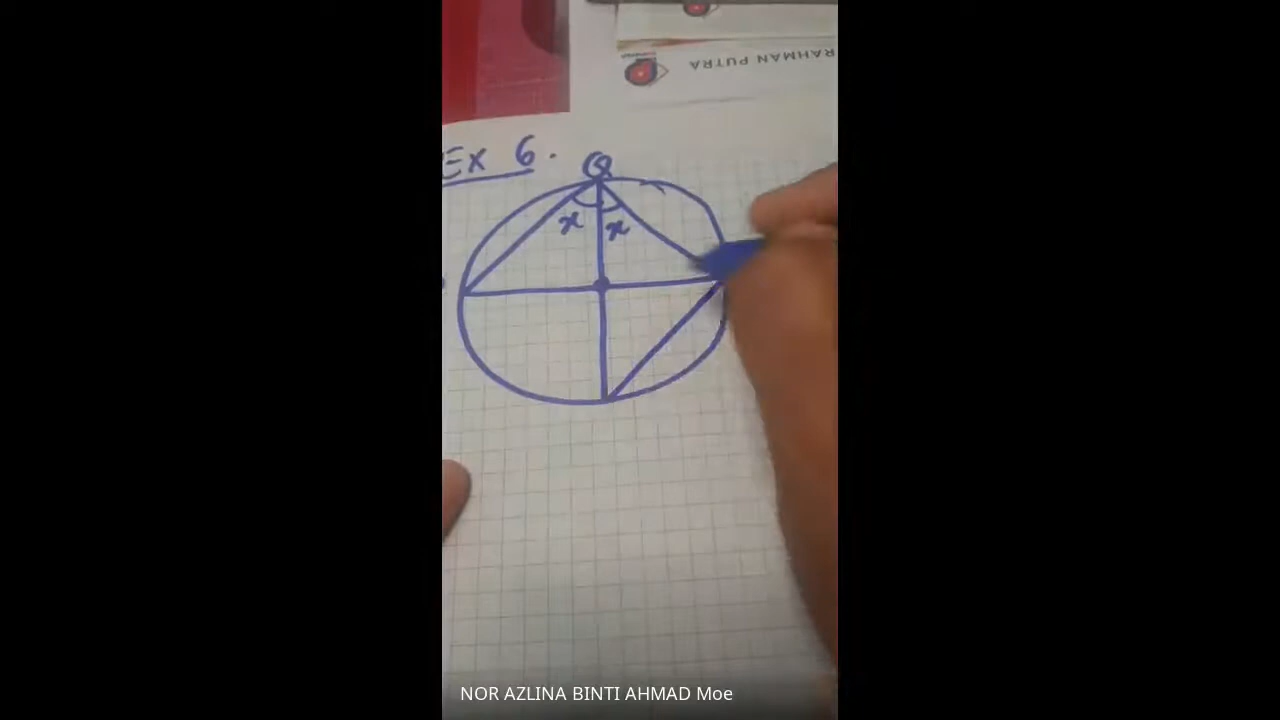 RAHMAN PUTRA
Ex 6.
Q
x x
NOR AZLINA BINTI AHMAD Moe